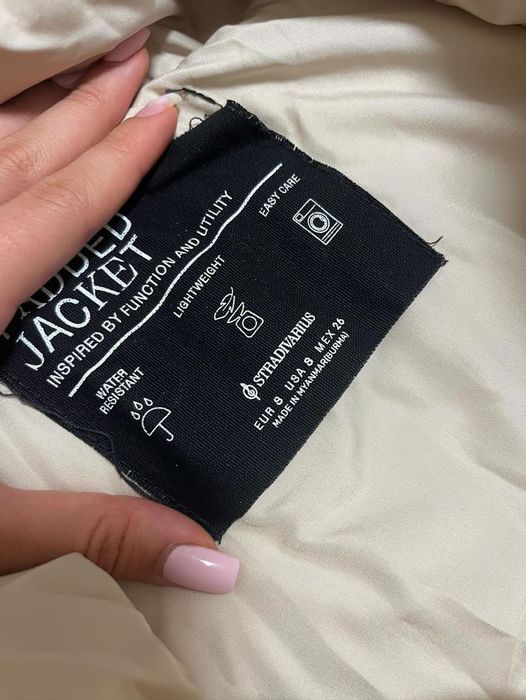 ADDED
JACKET
INSPIRED BY FUNCTION AND UTILITY
WATER
RESISTANT
LIGHTWEIGHT
EASY CARE
STRADIVARIUS
EUR S USA S MEX 26
MADE IN MYANMAR(BURMA)